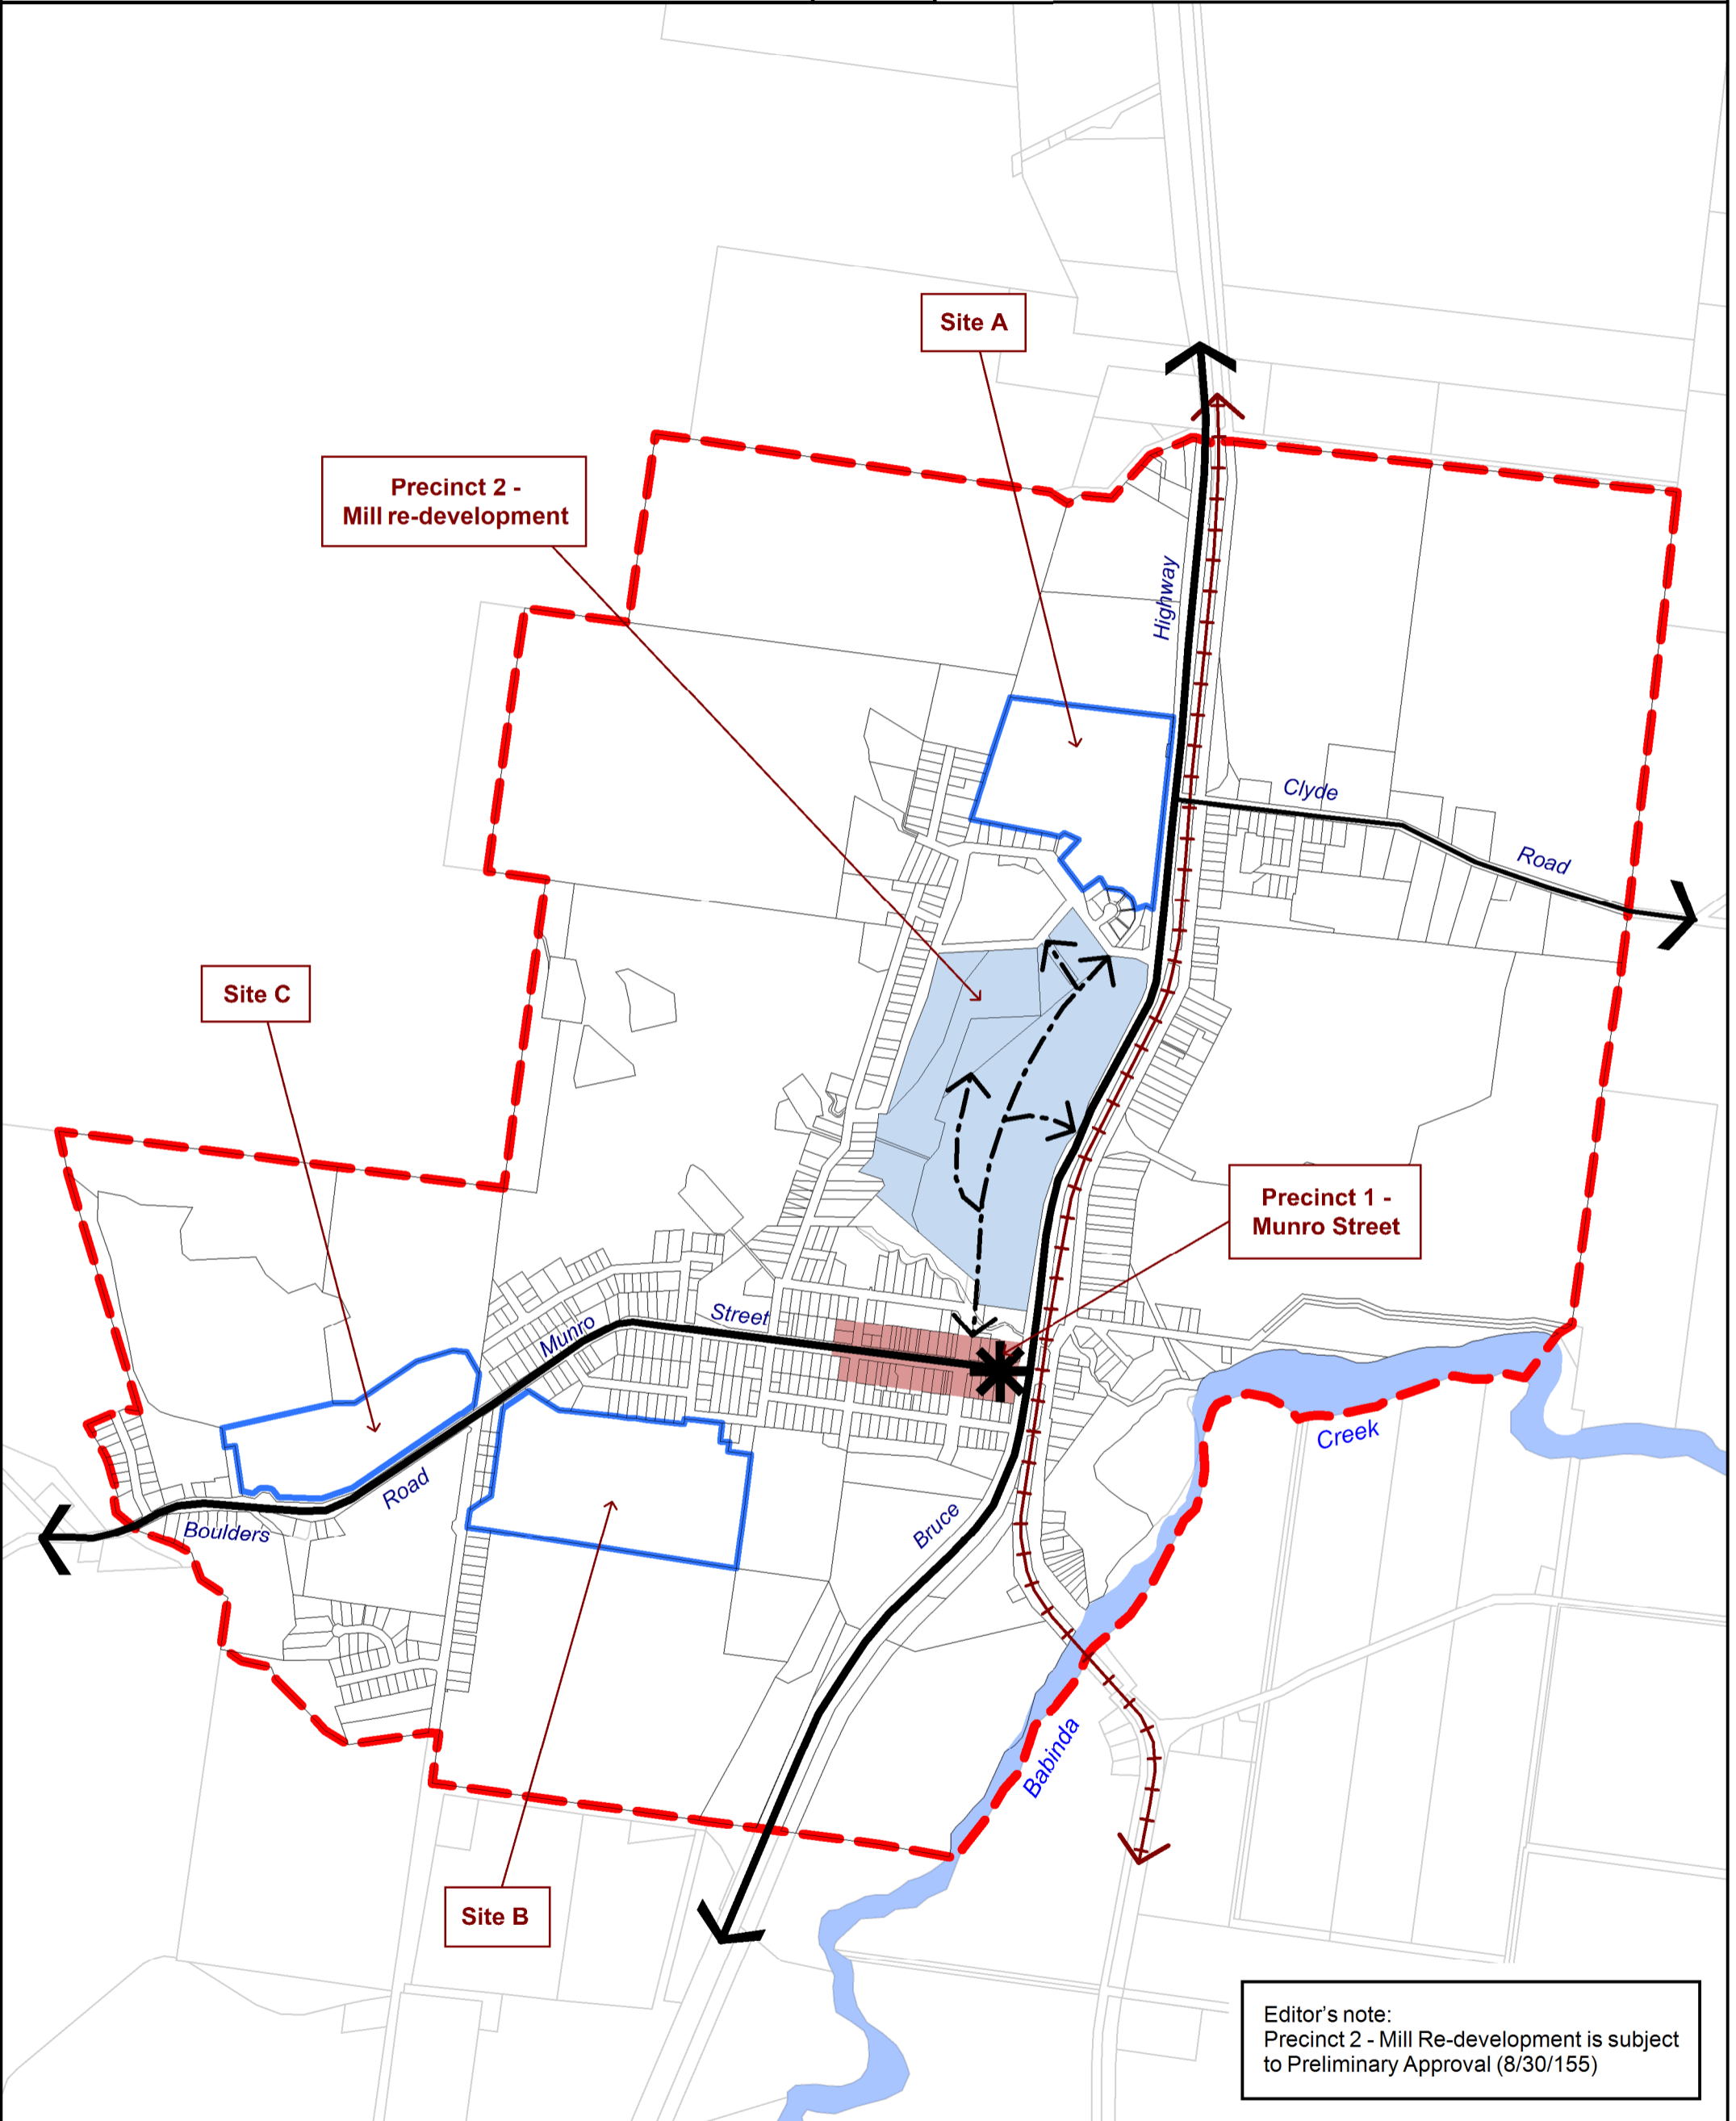 Site A
Precinct 2 -
Mill re-development
Highway
Clyde
Road
Site C
Precinct 1 -
Munro Street
Street
Munro
Creek
Road
Boulders
Bruce
Babinda
Site B
Editor's note:
Precinct 2 - Mill Re-development is subject
to Preliminary Approval (8/30/155)